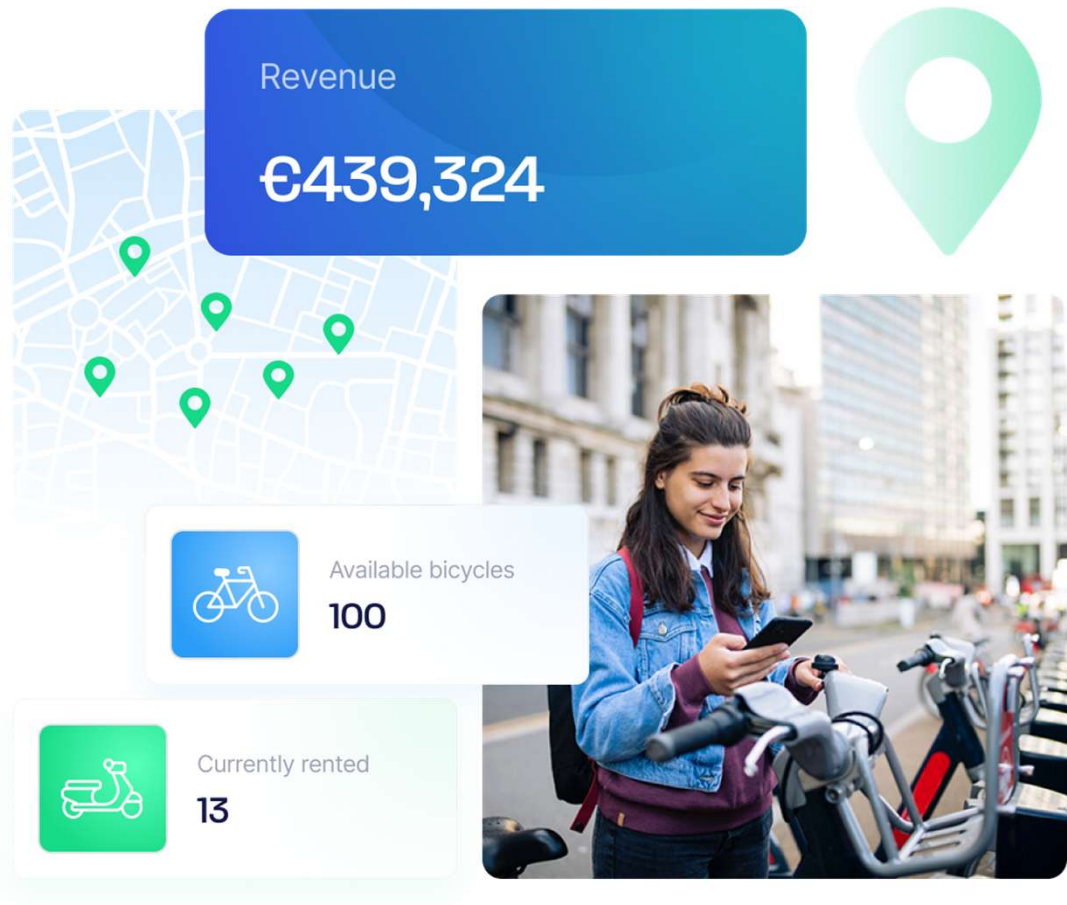 Revenue
€439,324
Available bicycles
100
Currently rented
13